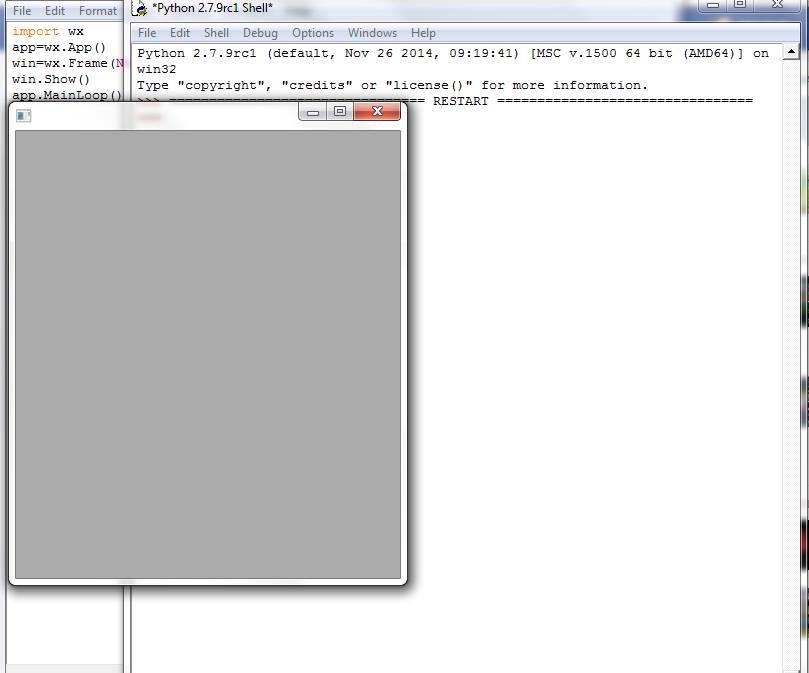 File Edit Format
import wx
app=wx.App()
win=wx.Frame(N
win.Show()
app.MainLoop()
*Python 2.7.9rc1 Shell*
File Edit Shell Debug Options Windows Help
Python 2.7.9rc1 (default, Nov 26 2014, 09:19:41) [MSC v.1500 64 bit (AMD64)] on
win32
Type "copyright", "credits" or "license()" for more information.
>>> ================================ RESTART ================================